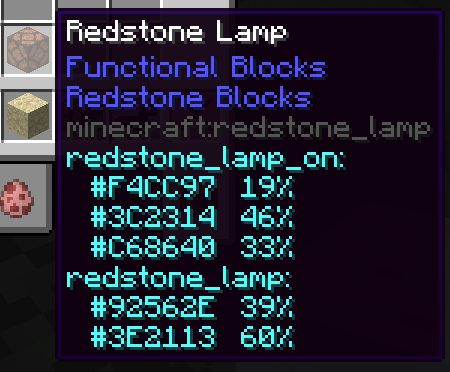 Redstone Lamp
Functional Blocks
Redstone Blocks
minecraft:redstone_lamp
redstone_lamp_on:
#F4CC97 19%
#3C2314 46%
#C68640 33%
redstone_lamp:
#92562E 39%
#3E2113 60%